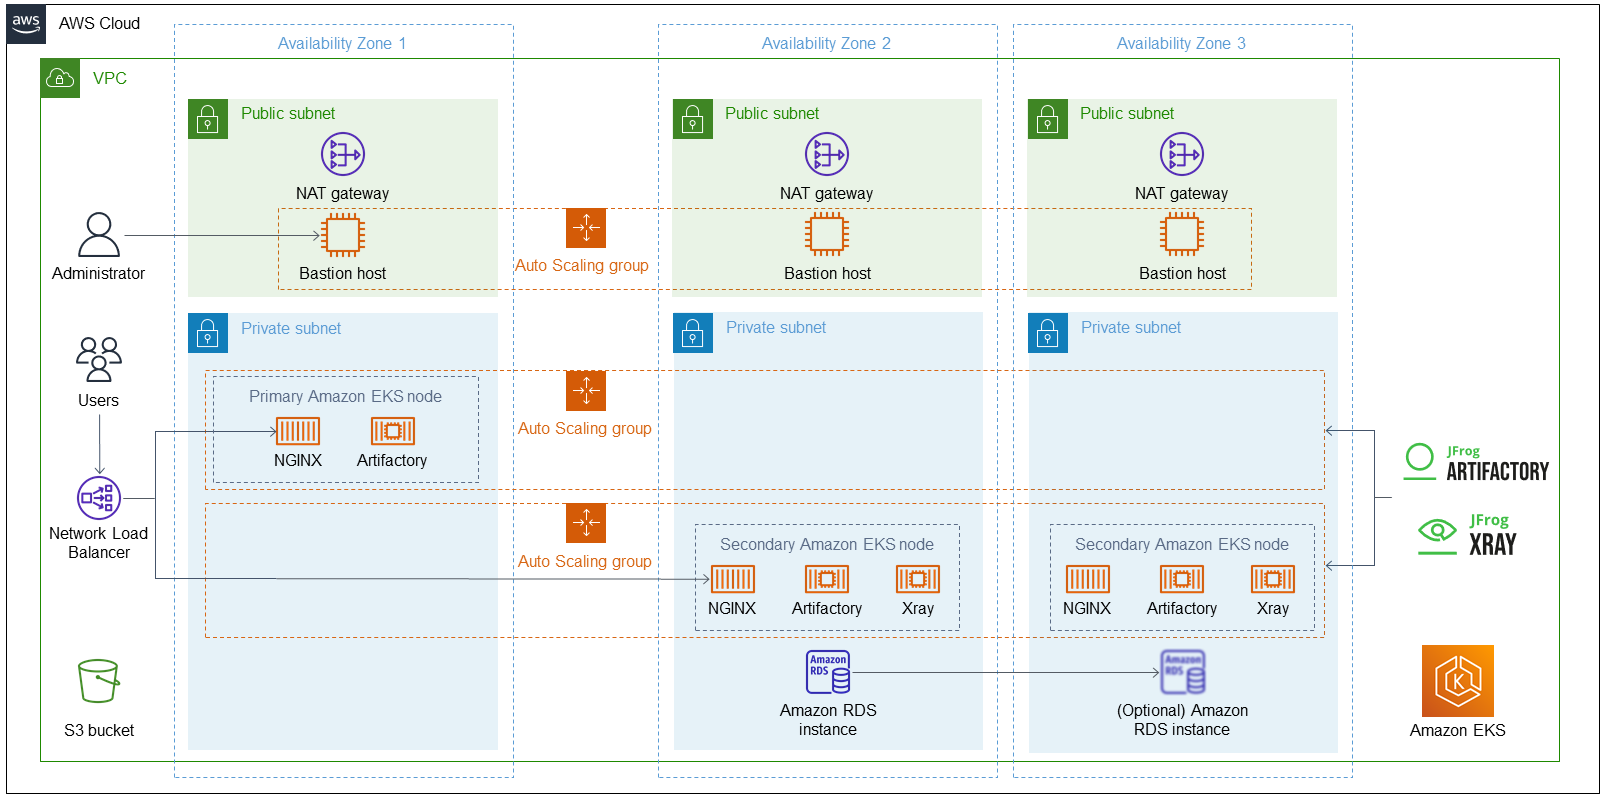 aws
AWS Cloud
Availability Zone 1
Availability Zone 2
Availability Zone 3
VPC
Public subnet
Public subnet
Public subnet
NAT gateway
NAT gateway
NAT gateway
Administrator
Bastion host
Auto Scaling group
Bastion host
Bastion host
Private subnet
Private subnet
Private subnet
Users
Primary Amazon EKS node
NGINX
Artifactory
Auto Scaling group
JFrog
ARTIFACTORY
JFrog
XRAY
Network Load
Balancer
Auto Scaling group
Secondary Amazon EKS node
NGINX
Artifactory
Xray
Secondary Amazon EKS node
NGINX
Artifactory
Xray
S3 bucket
Amazon
RDS
Amazon RDS
instance
Amazon
RDS
(Optional) Amazon
RDS instance
K
Amazon EKS